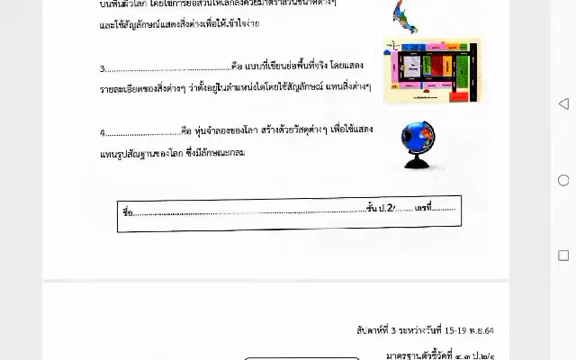 บนพื้นผิวโลก โดยใช้การย่อส่วนให้เล็กลงด้วยมาตราส่วนขนาดต่างๆ
และใช้สัญลักษณ์แสดงสิ่งต่างเพื่อให้เข้าใจง่าย
3........................................คือ แบบที่เขียนย่อพื้นที่จริง โดยแสดง
รายละเอียดของสิ่งต่างๆ ว่าตั้งอยู่ในตำแหน่งใดโดยใช้สัญลักษณ์ แทนสิ่งต่างๆ
4........................คือ หุ่นจำลองของโลก สร้างด้วยวัสดุต่างๆ เพื่อใช้แสดง
แทนรูปสัณฐานของโลก ซึ่งมีลักษณะกลม
ชื่อ............................................................ชั้น ป.2/....... เลขที่..........
สัปดาห์ที่ 3 ระหว่างวันที่ 15-19 พ.ย.64
มาตรฐานตัวชี้วัดที่